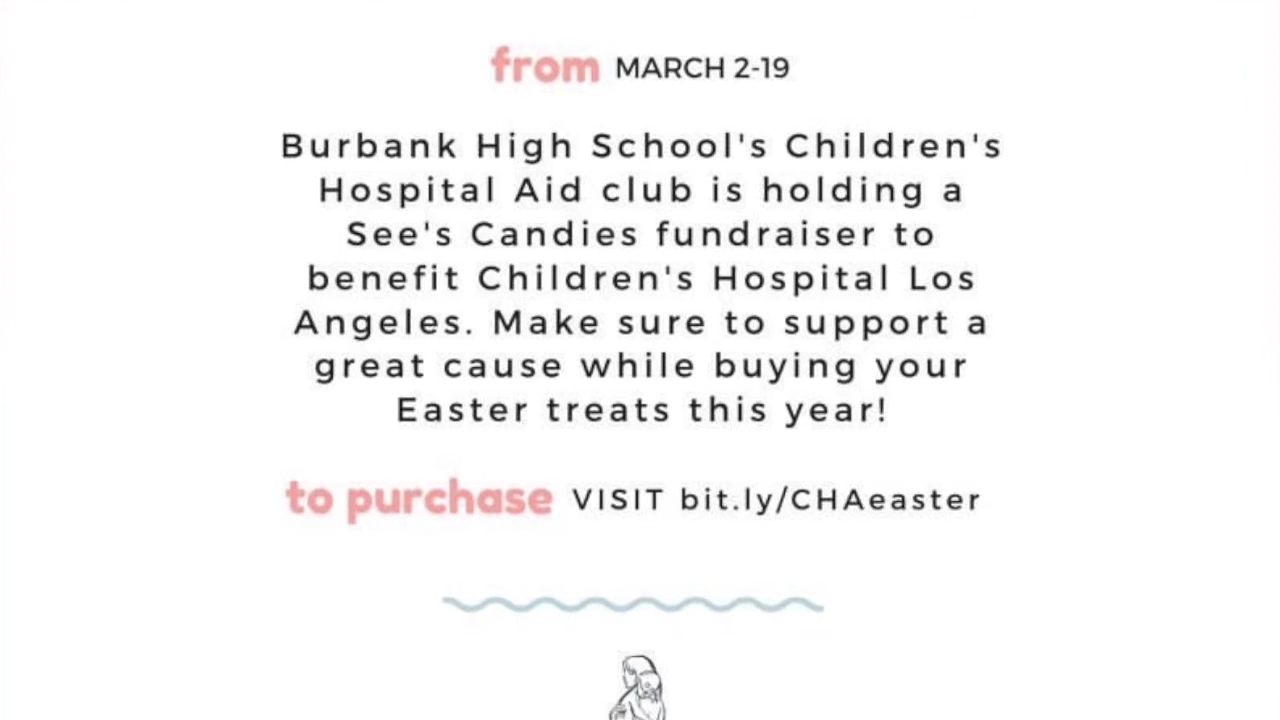 from MARCH 2-19
Burbank High School's Children's
Hospital Aid club is holding a
See's Candies fundraiser to
benefit Children's Hospital Los
Angeles. Make sure to support a
great cause while buying your
Easter treats this year!
to purchase VISIT bit.ly/CHAeaster